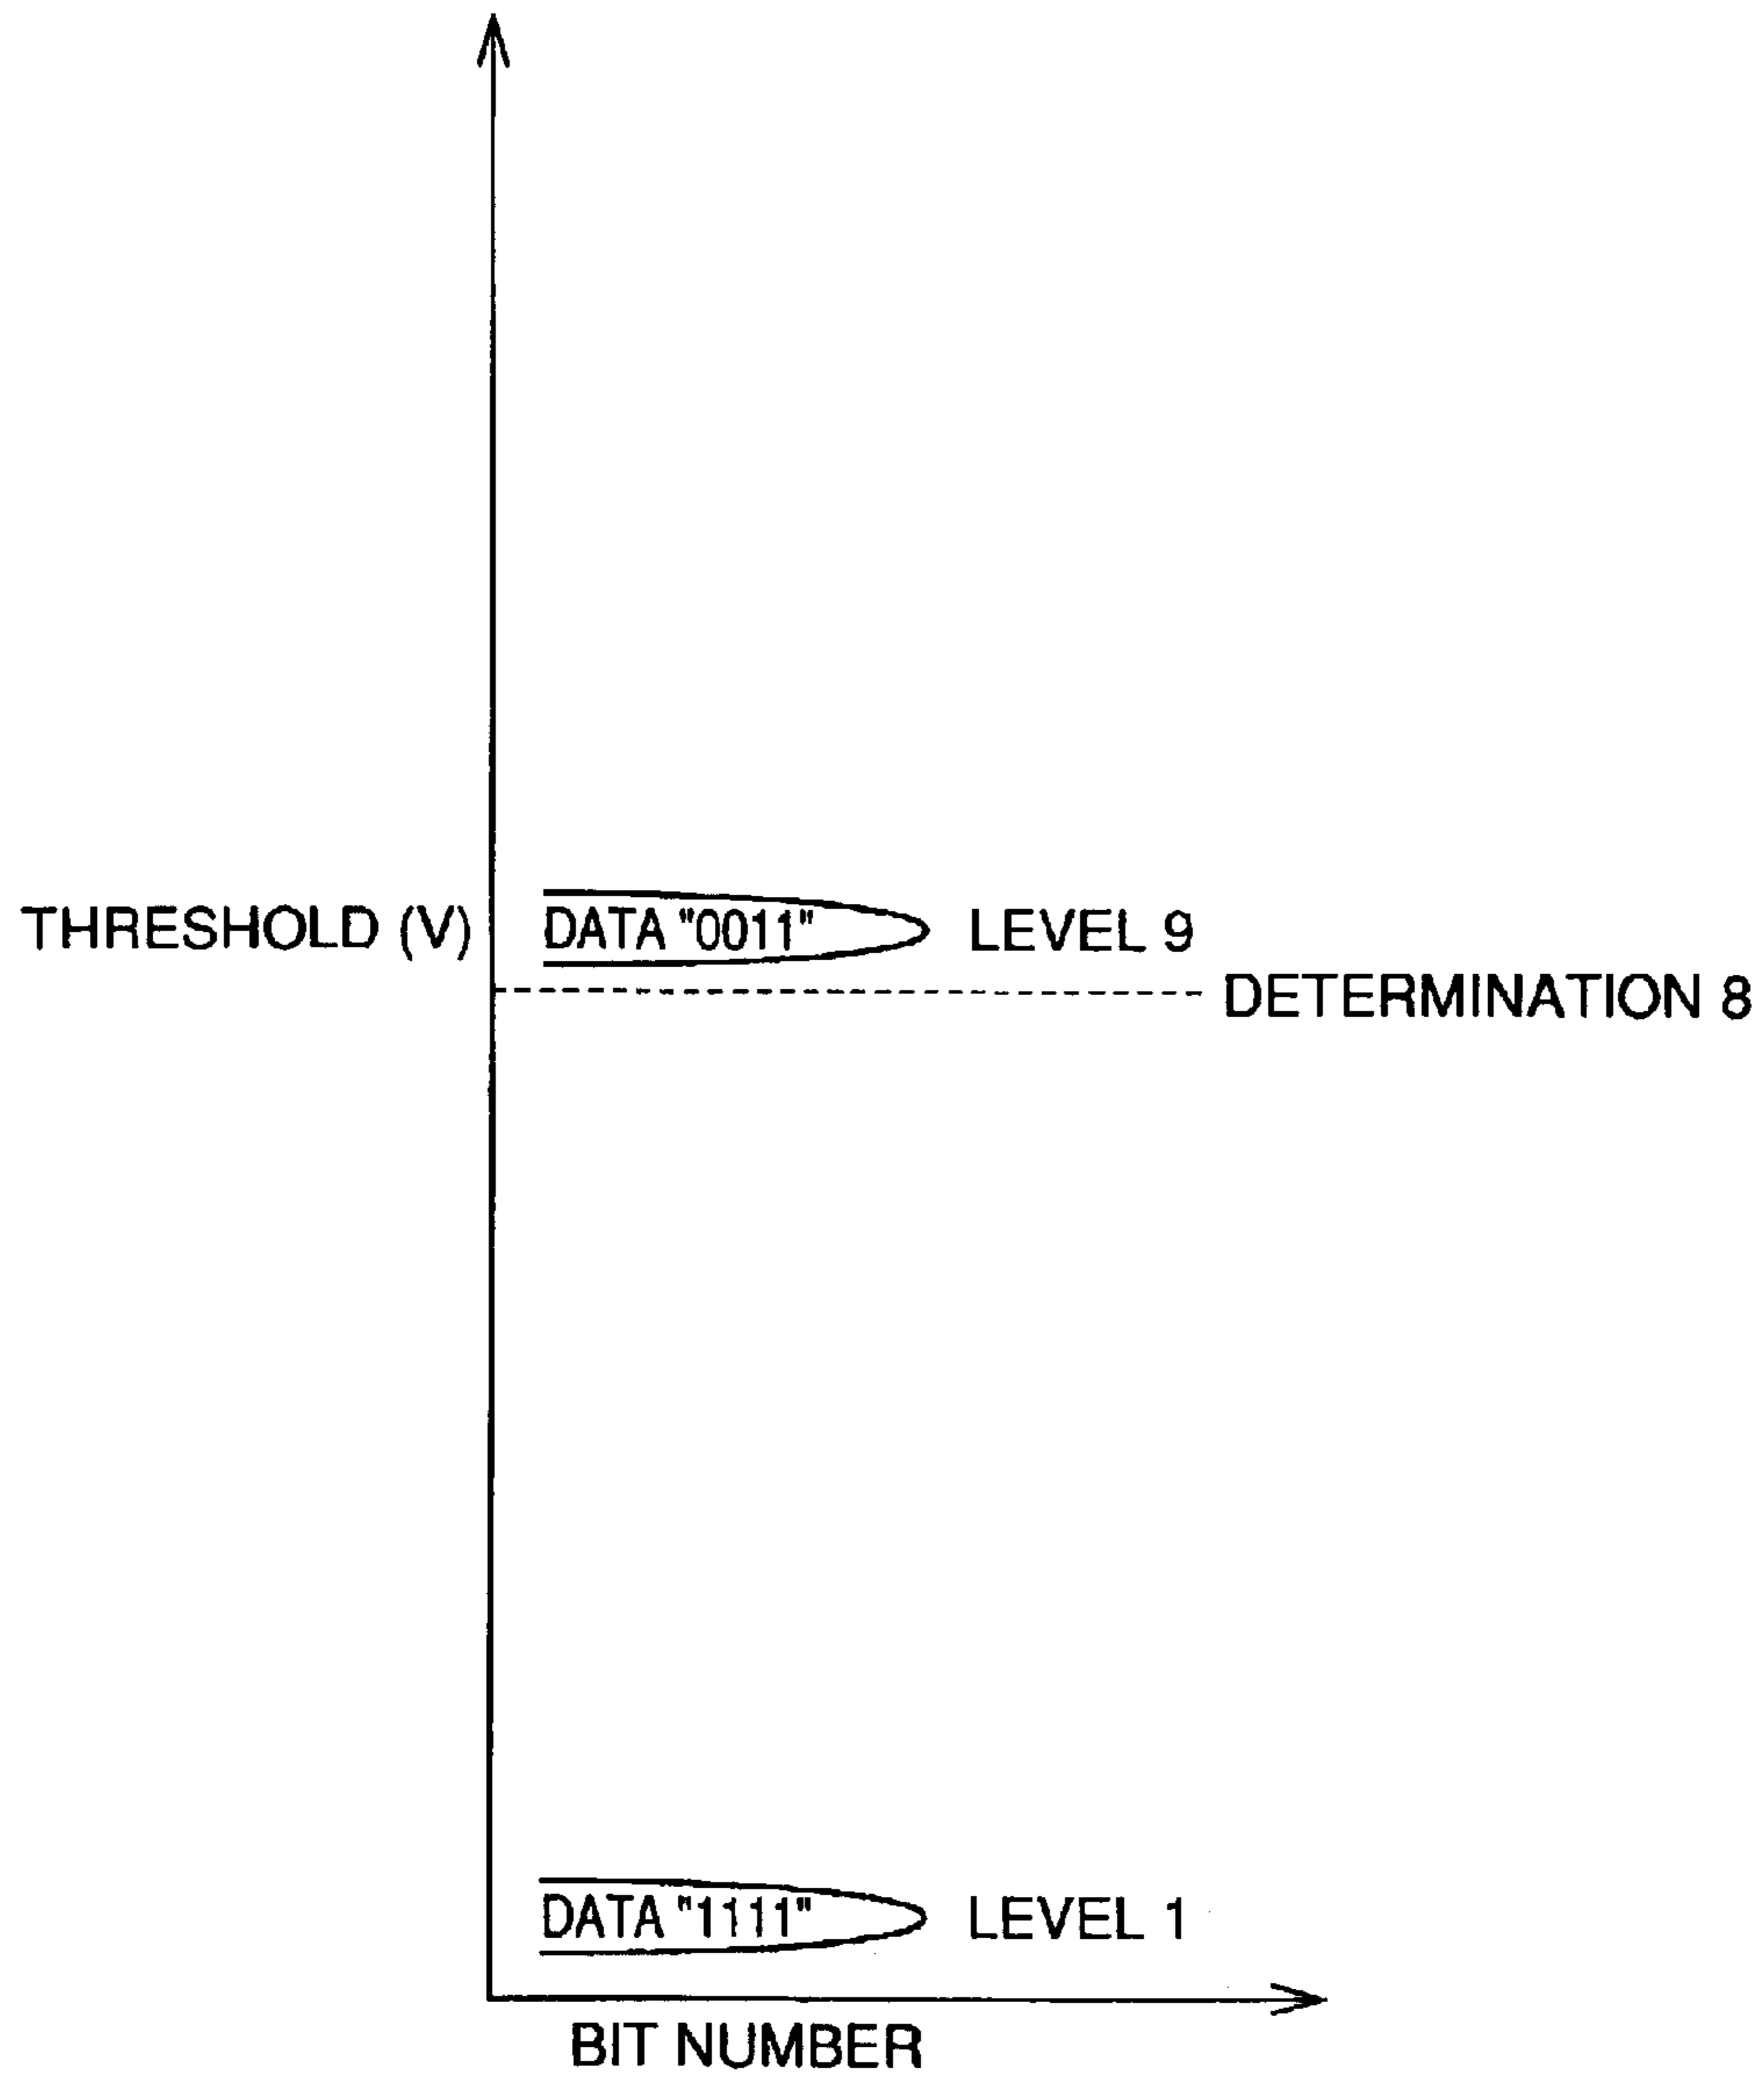 THRESHOLD (V)
DATA "0011"
LEVEL 9
DETERMINATION 8
DATA "1111"
LEVEL 1
BIT NUMBER